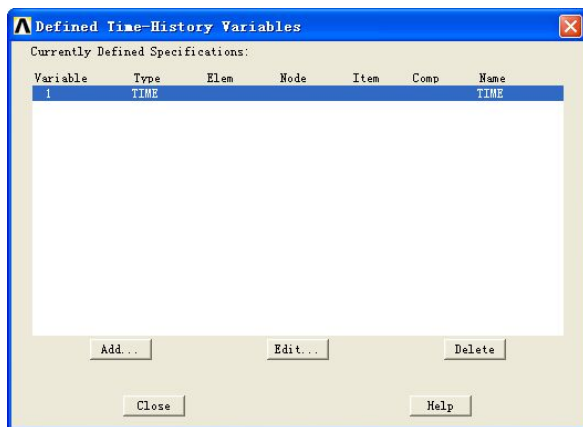 Defined Time-History Variables
Currently Defined Specifications:
Variable Type Elem Node Item Comp Name
1 TIME TIME
Add... Edit... Delete
Close Help